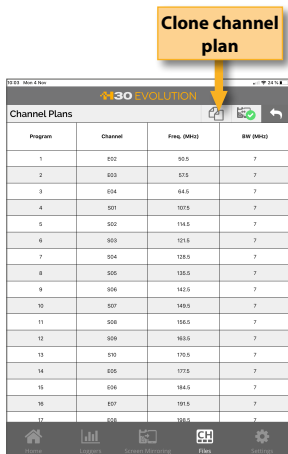 Clone channel
plan
10:03 Mon 4 Nov 24 %
H30 EVOLUTION
Channel Plans
Program Channel Freq. (MHz) BW (MHz)
1 E02 50.5 7
2 E03 57.5 7
3 E04 64.5 7
4 S01 107.5 7
5 S02 114.5 7
6 S03 121.5 7
7 S04 128.5 7
8 S05 135.5 7
9 S06 142.5 7
10 S07 149.5 7
11 S08 156.5 7
12 S09 163.5 7
13 S10 170.5 7
14 E05 177.5 7
15 E06 184.5 7
16 E07 191.5 7
17 E08 198.5 7
CH
Home Loggers Screen Mirroring Files Settings